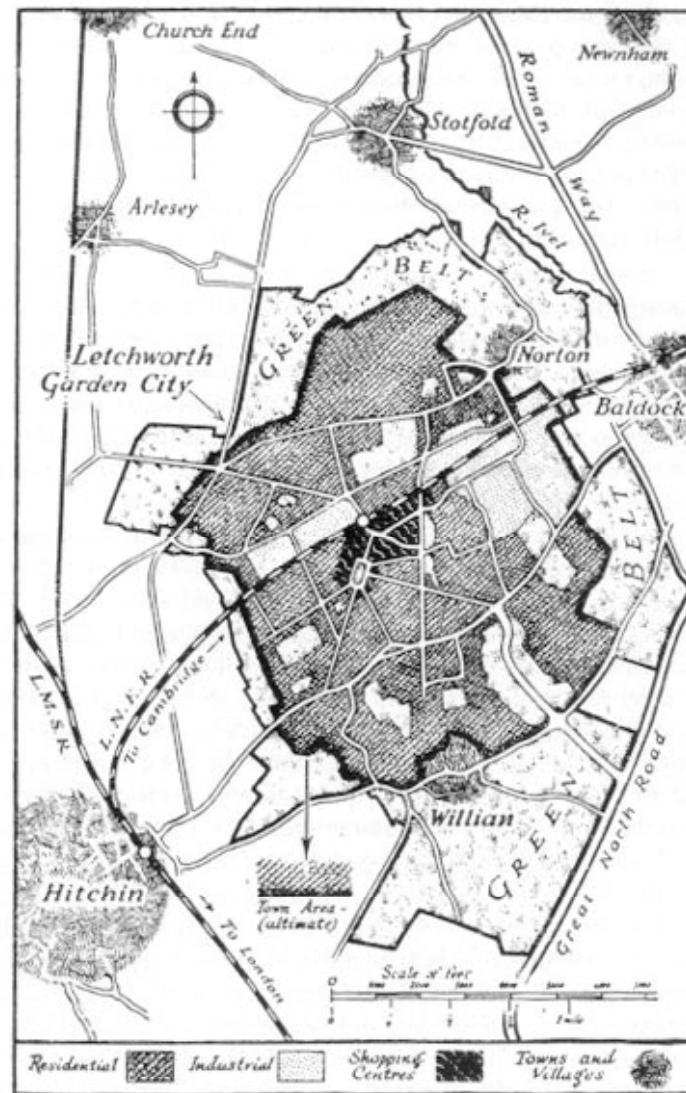 Church End
Newnham
Roman
Way
Stotfold
Arlesey
R. Ivel
GREEN BELT
Norton
Letchworth
Garden City
Baldock
BELT
L.N.E.R.
To Cambridge
L.M.S.R.
Willian
GREEN
Great North Road
Hitchin
To London
Town Area -
(ultimate)
Scale of feet
0
1 mile
Residential
Industrial
Shopping
Centres
Towns and
Villages